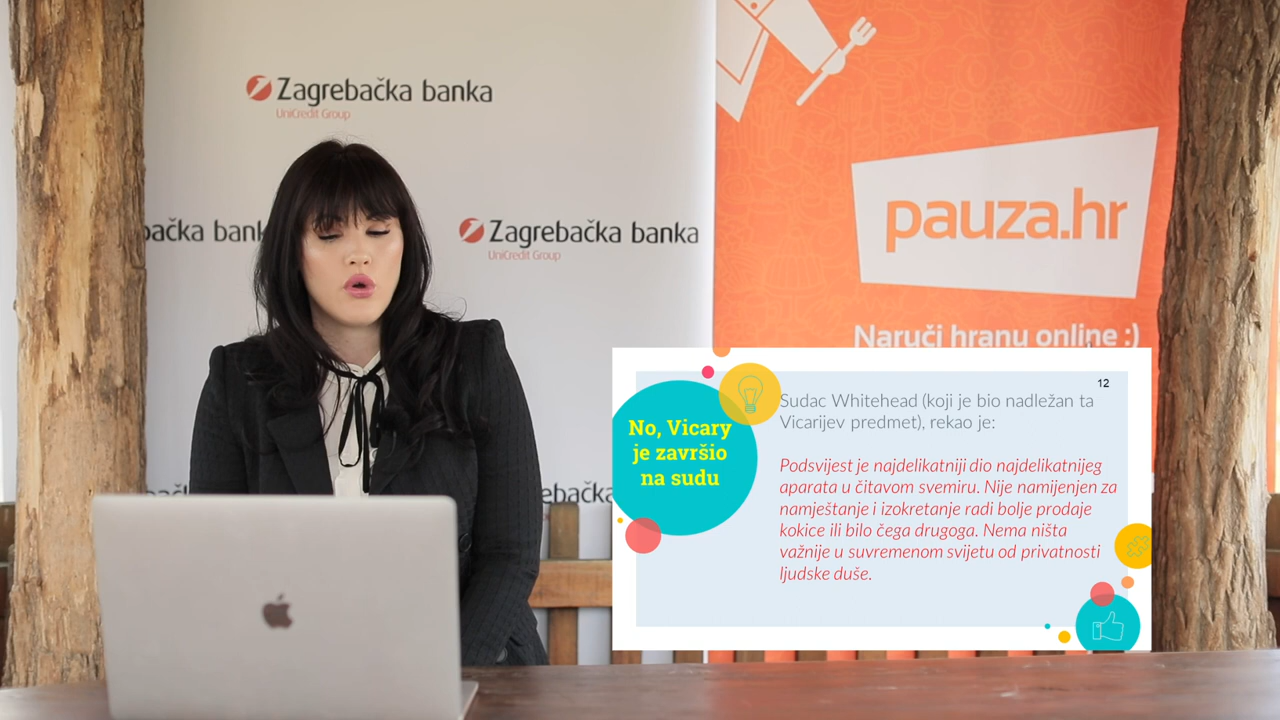 Zagrebačka banka
UniCredit Group
pauza.hr
Zagrebačka banka
UniCredit Group
Naruči hranu online :)
12
No, Vicary
je završio
na sudu
Sudac Whitehead (koji je bio nadležan ta
Vicarijev predmet), rekao je:
Podsvijest je najdelikatniji dio najdelikatnijeg
aparata u čitavom svemiru. Nije namijenjen za
namještanje i izokretanje radi bolje prodaje
kokice ili bilo čega drugoga. Nema ništa
važnije u suvremenom svijetu od privatnosti
ljudske duše.